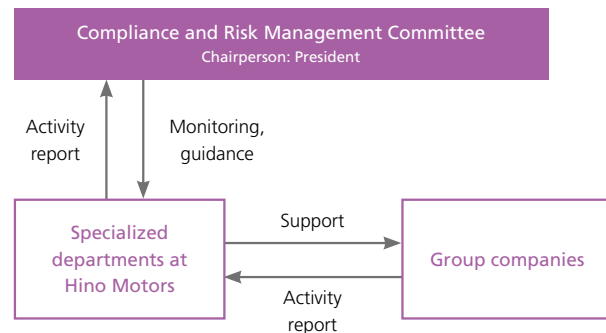 Compliance and Risk Management Committee
Chairperson: President
Activity
report
Monitoring,
guidance
Specialized
departments at
Hino Motors
Support
Group companies
Activity
report